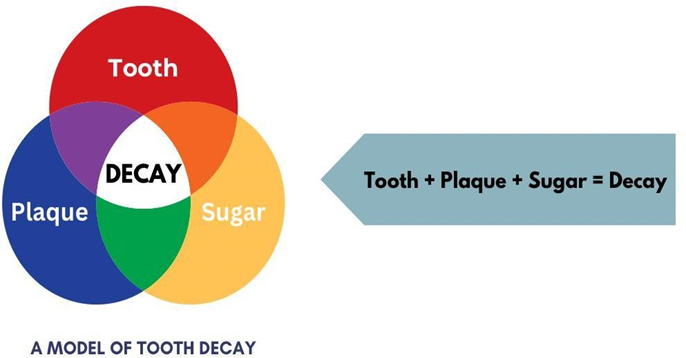 Tooth
DECAY
Plaque
Sugar
Tooth + Plaque + Sugar = Decay
A MODEL OF TOOTH DECAY